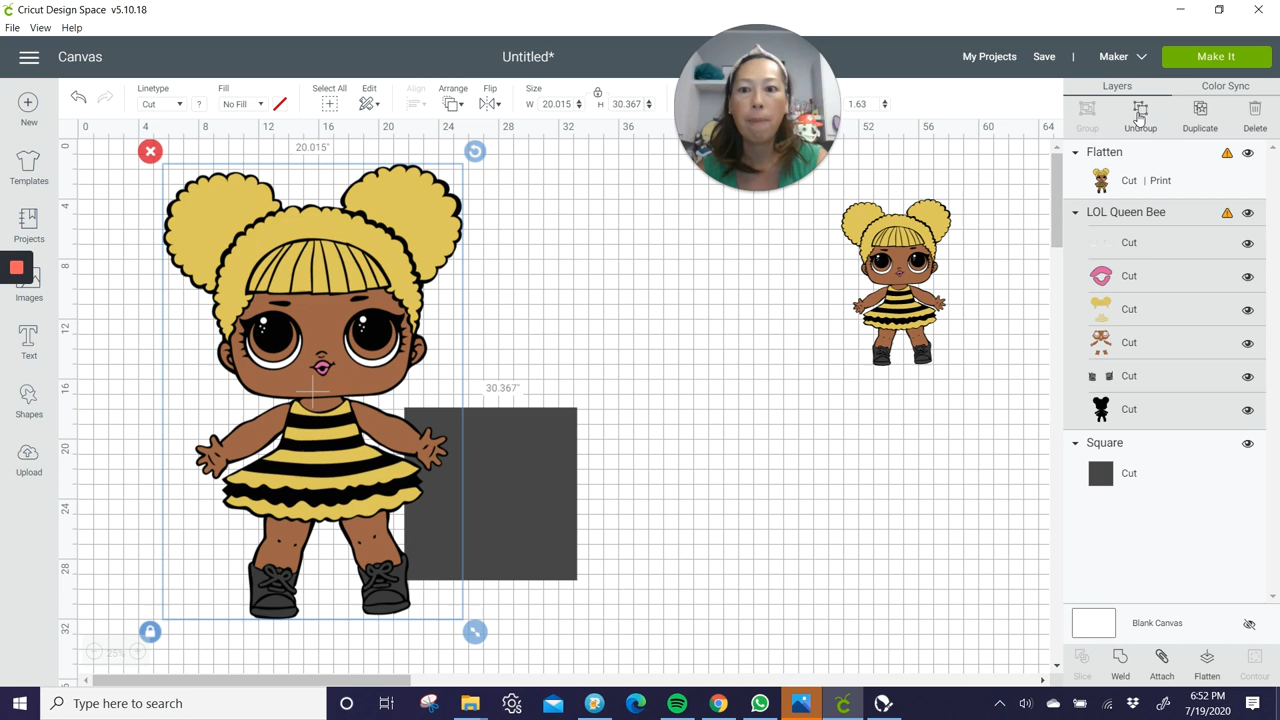 Cricut Design Space v5.10.18
File View Help
Canvas
Untitled*
My Projects Save | Maker Make It
Linetype Fill Select All Edit Align Arrange Flip Size
Cut ? No Fill W 20.015 H 30.367 1.63
Layers Color Sync
Group UnGroup Duplicate Delete
0 4 8 12 16 20 24 28 32 36 52 56 60 64
0
4
8
12
16
20
24
28
32
20.015"
30.367"
New
Templates
Projects
Images
Text
Shapes
Upload
25%
Flatten
Cut | Print
LOL Queen Bee
Cut
Cut
Cut
Cut
Cut
Cut
Square
Cut
Blank Canvas
Slice Weld Attach Flatten Contour
Type here to search
6:52 PM
7/19/2020